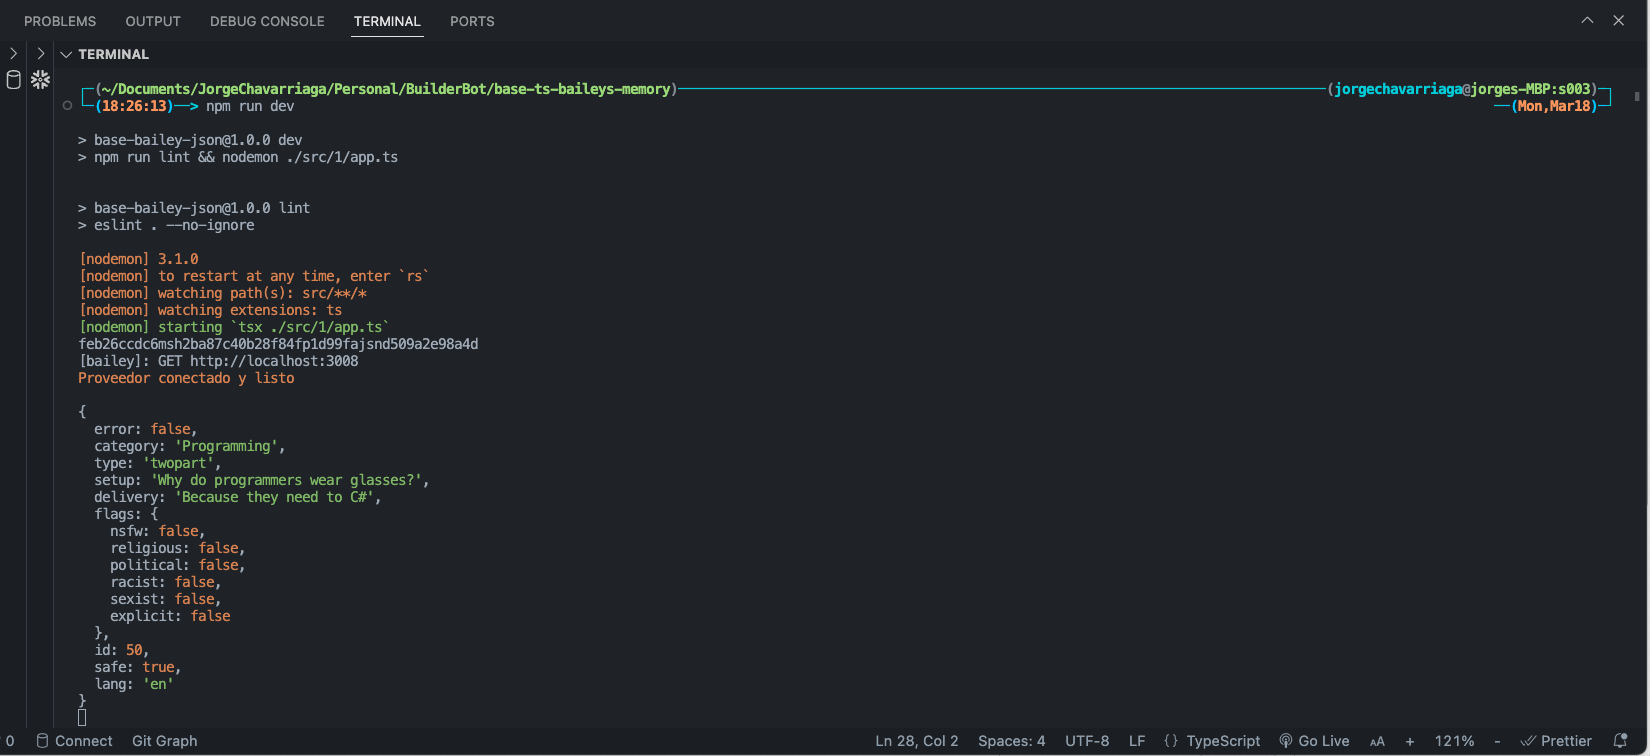 PROBLEMS OUTPUT DEBUG CONSOLE TERMINAL PORTS
TERMINAL
(~/Documents/JorgeChavarriaga/Personal/BuilderBot/base-ts-baileys-memory) (jorgechavarriaga@jorges-MBP:s003)
(18:26:13)—> npm run dev (Mon,Mar18)
> base-bailey-json@1.0.0 dev
> npm run lint && nodemon ./src/1/app.ts
> base-bailey-json@1.0.0 lint
> eslint . --no-ignore
[nodemon] 3.1.0
[nodemon] to restart at any time, enter `rs`
[nodemon] watching path(s): src/**/*
[nodemon] watching extensions: ts
[nodemon] starting `tsx ./src/1/app.ts`
feb26ccdc6msh2ba87c40b28f84fp1d99fajsnd509a2e98a4d
[bailey]: GET http://localhost:3008
Proveedor conectado y listo
{
error: false,
category: 'Programming',
type: 'twopart',
setup: 'Why do programmers wear glasses?',
delivery: 'Because they need to C#',
flags: {
nsfw: false,
religious: false,
political: false,
racist: false,
sexist: false,
explicit: false
},
id: 50,
safe: true,
lang: 'en'
}
0 Connect Git Graph Ln 28, Col 2 Spaces: 4 UTF-8 LF {} TypeScript Go Live AA + 121% - Prettier